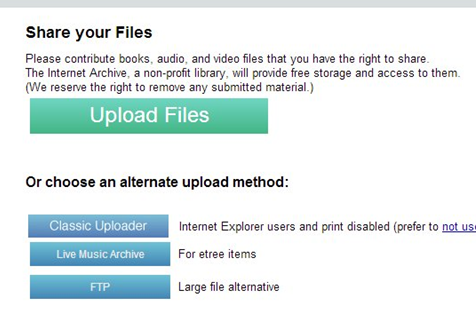 Share your Files
Please contribute books, audio, and video files that you have the right to share.
The Internet Archive, a non-profit library, will provide free storage and access to them.
(We reserve the right to remove any submitted material.)
Upload Files
Or choose an alternate upload method:
Classic Uploader Internet Explorer users and print disabled (prefer to not
Live Music Archive For etree items
FTP Large file alternative